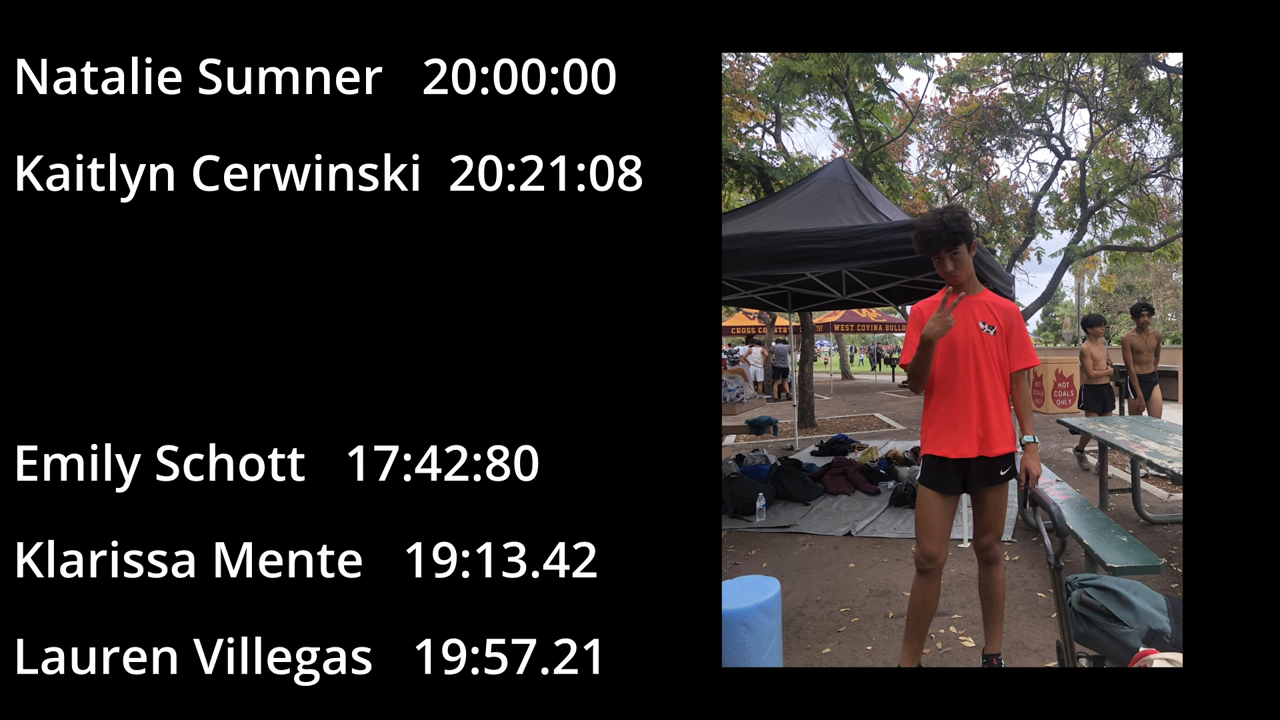 Natalie Sumner 20:00:00
Kaitlyn Cerwinski 20:21:08
Emily Schott 17:42:80
Klarissa Mente 19:13.42
Lauren Villegas 19:57.21
CROSS COUNTRY
WEST COVINA BULLD
HOT
COALS
ONLY